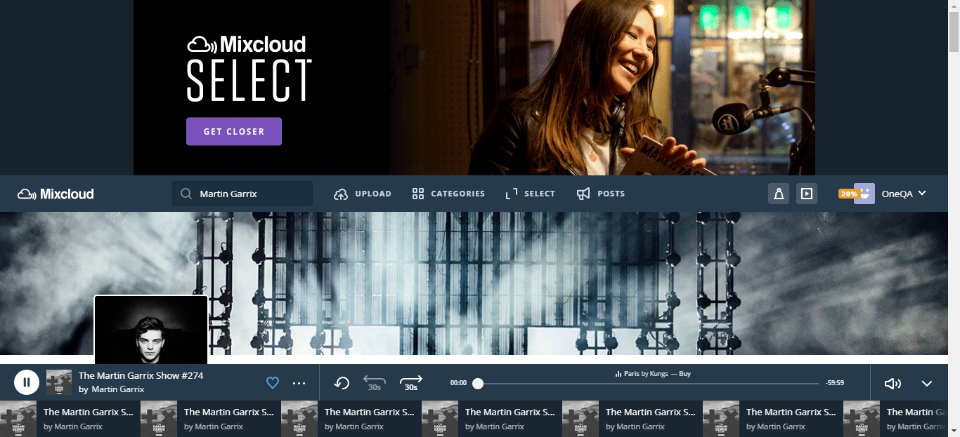 Mixcloud
SELECT
GET CLOSER
Mixcloud
Martin Garrix
UPLOAD
CATEGORIES
SELECT
POSTS
20%
OneQA
The Martin Garrix Show #274
by Martin Garrix
30s
30s
00:00
Paris by Kungs — Buy
-59:59
The Martin Garrix S...
by Martin Garrix
The Martin Garrix S...
by Martin Garrix
The Martin Garrix S...
by Martin Garrix
The Martin Garrix S...
by Martin Garrix
The Martin Garrix S...
by Martin Garrix
The Martin Garrix S...
by Martin Garrix
The Martin G
by Martin Garri